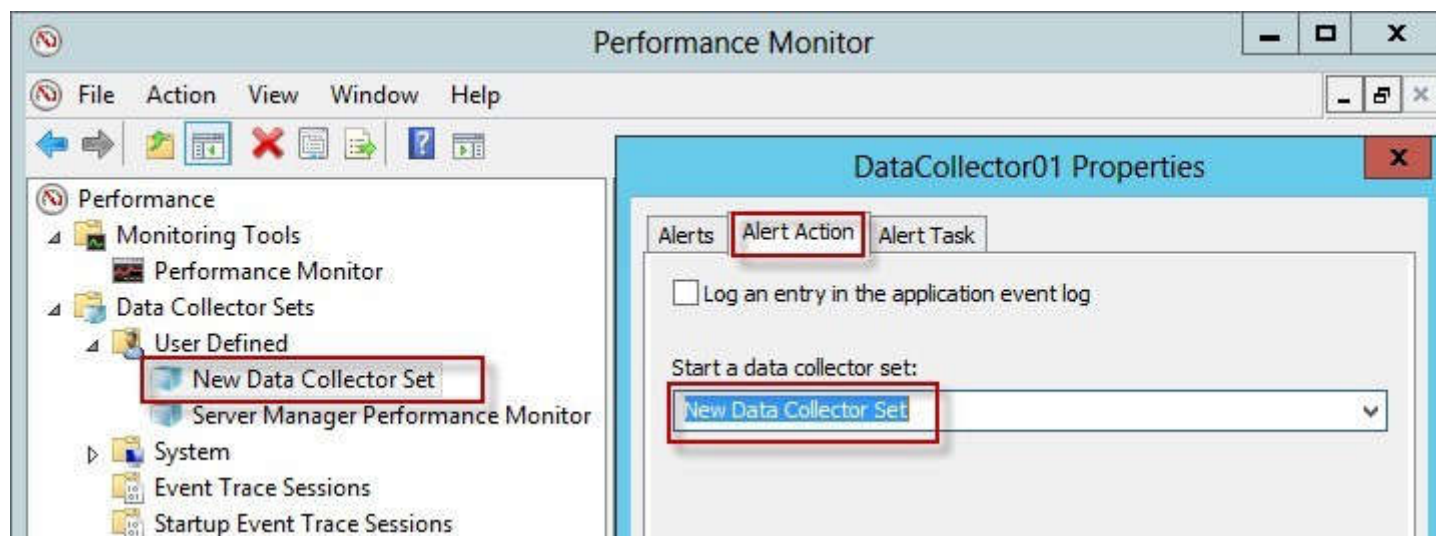 Performance Monitor
File Action View Window Help
DataCollector01 Properties
Performance
Monitoring Tools
Performance Monitor
Data Collector Sets
User Defined
New Data Collector Set
Server Manager Performance Monitor
System
Event Trace Sessions
Startup Event Trace Sessions
Alerts Alert Action Alert Task
Log an entry in the application event log
Start a data collector set:
New Data Collector Set